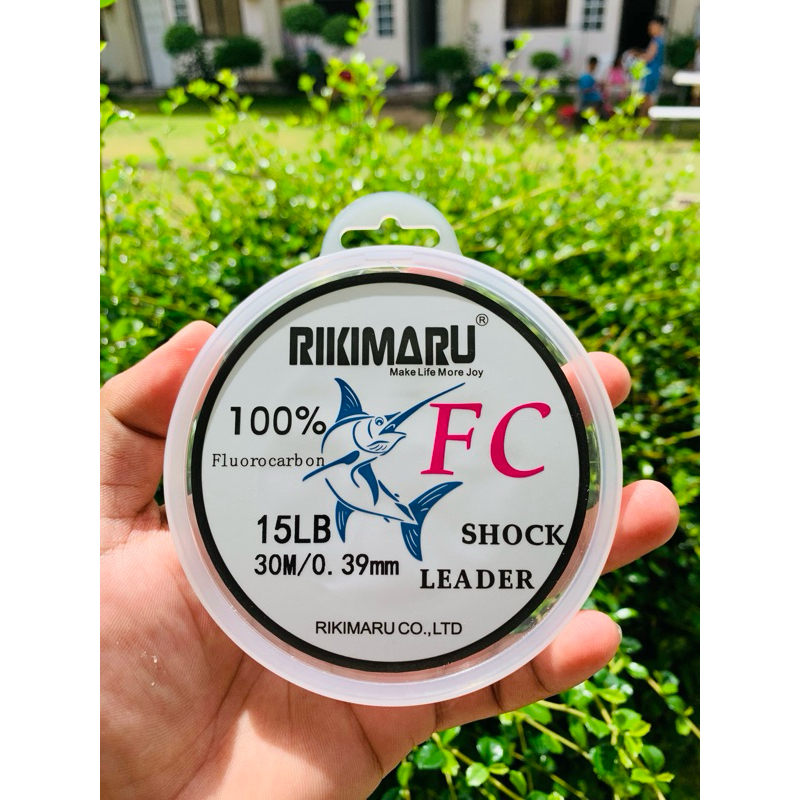 RIKIMARU®
Make Life More Joy
100%
FC
Fluorocarbon
15LB
SHOCK
30M/0.39mm
LEADER
RIKIMARU CO.,LTD